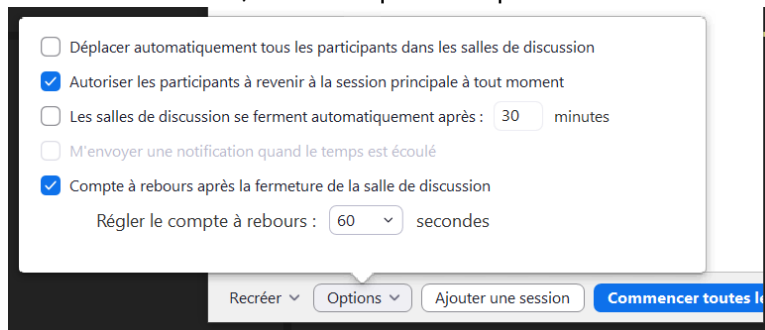 Déplacer automatiquement tous les participants dans les salles de discussion
Autoriser les participants à revenir à la session principale à tout moment
Les salles de discussion se ferment automatiquement après : 30 minutes
M'envoyer une notification quand le temps est écoulé
Compte à rebours après la fermeture de la salle de discussion
Régler le compte à rebours : 60 secondes
Recréer Options Ajouter une session Commencer toutes